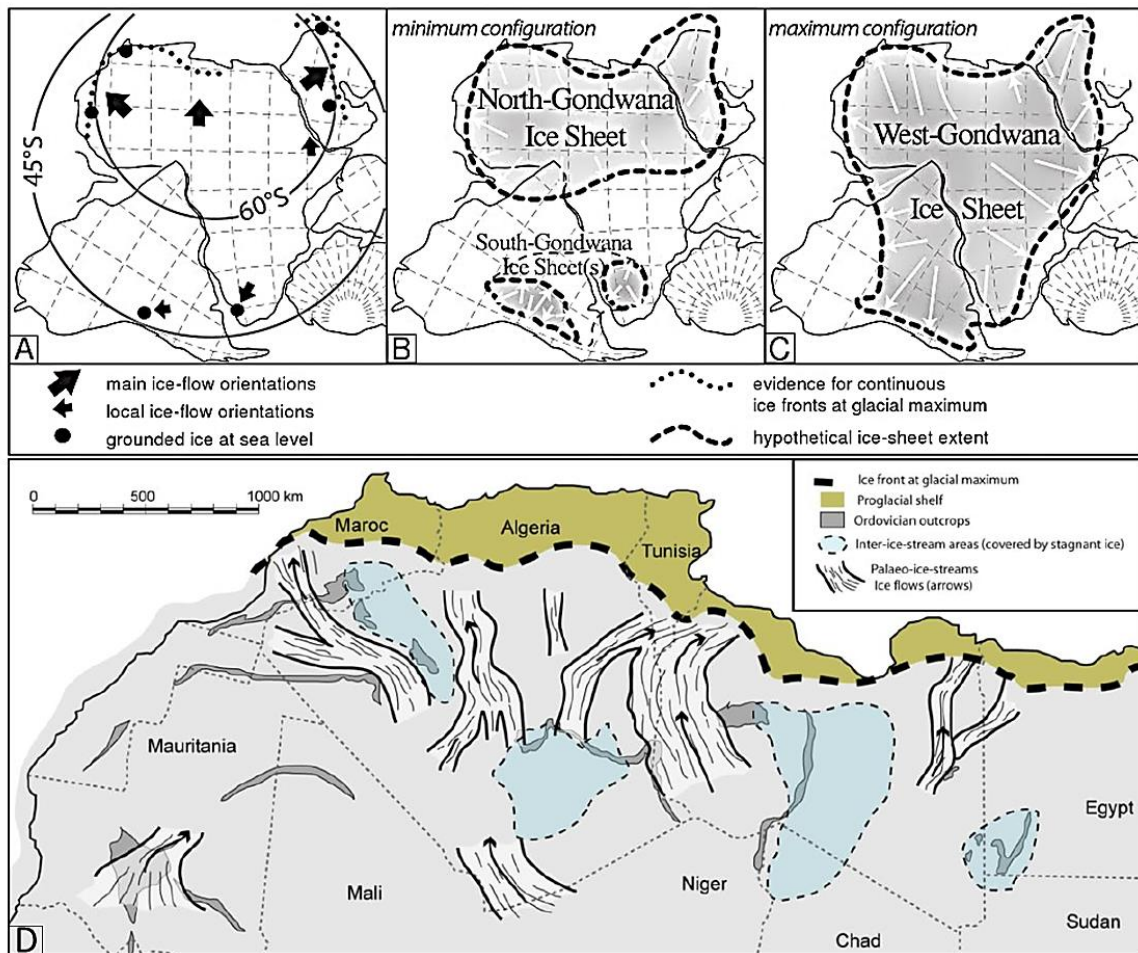 minimum configuration
maximum configuration
45°S
60°S
North-Gondwana
Ice Sheet
South-Gondwana
Ice Sheet(s)
West-Gondwana
Ice Sheet
A
B
C
main ice-flow orientations
local ice-flow orientations
grounded ice at sea level
evidence for continuous
ice fronts at glacial maximum
hypothetical ice-sheet extent
0 500 1000 km
Ice front at glacial maximum
Proglacial shelf
Ordovician outcrops
Inter-ice-stream areas (covered by stagnant ice)
Palaeo-ice-streams
Ice flows (arrows)
Maroc
Algeria
Tunisia
Mauritania
Egypt
Mali
Niger
Sudan
Chad
D